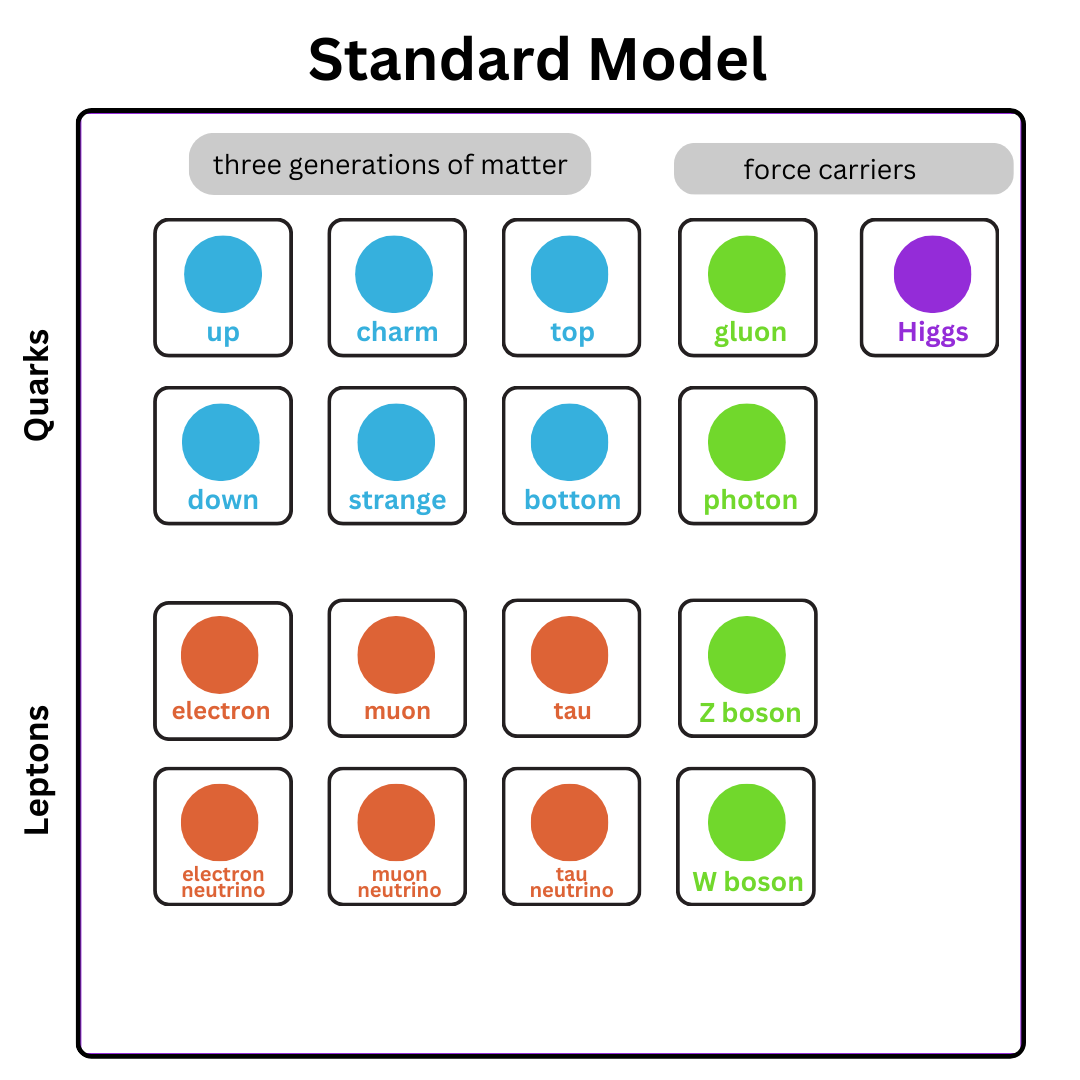 Standard Model
three generations of matter
force carriers
Quarks
up
charm
top
gluon
Higgs
down
strange
bottom
photon
Leptons
electron
muon
tau
Z boson
electron
neutrino
muon
neutrino
tau
neutrino
W boson